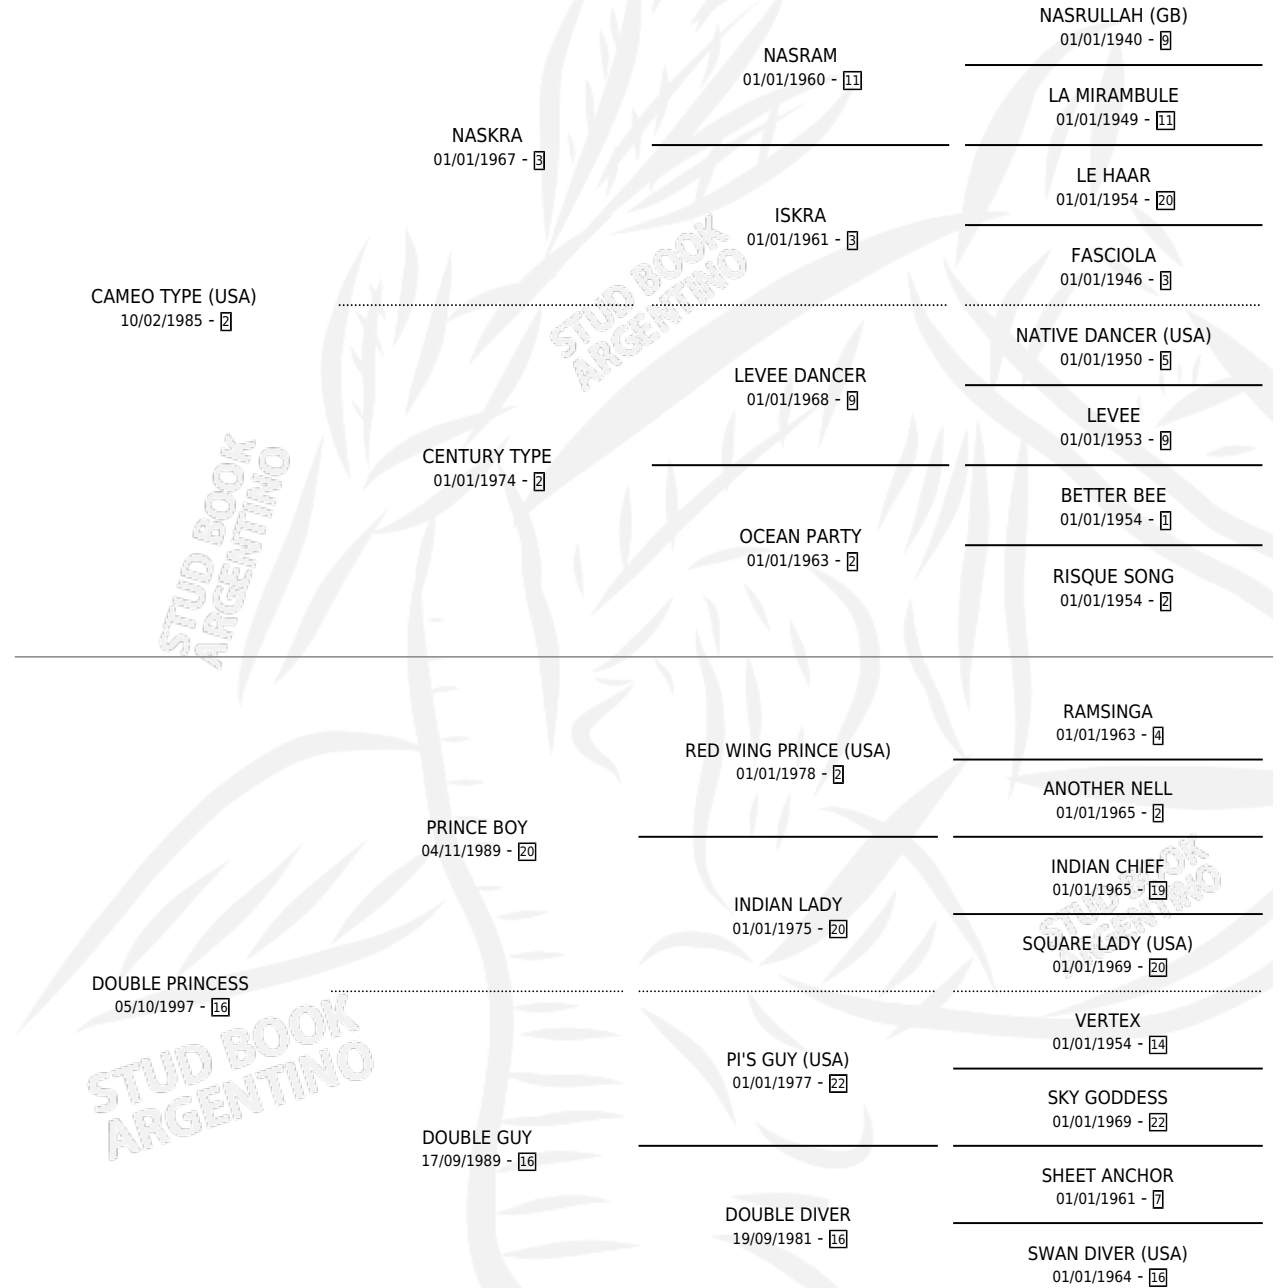 NASRULLAH (GB)
01/01/1940 - 9
NASRAM
01/01/1960 - 11
LA MIRAMBULE
01/01/1949 - 11
NASKRA
01/01/1967 - 3
LE HAAR
01/01/1954 - 20
ISKRA
01/01/1961 - 3
FASCIOLA
01/01/1946 - 3
CAMEO TYPE (USA)
10/02/1985 - 2
NATIVE DANCER (USA)
01/01/1950 - 5
LEVEE DANCER
01/01/1968 - 9
LEVEE
01/01/1953 - 9
CENTURY TYPE
01/01/1974 - 2
BETTER BEE
01/01/1954 - 1
OCEAN PARTY
01/01/1963 - 2
RISQUE SONG
01/01/1954 - 2
RAMSINGA
01/01/1963 - 4
RED WING PRINCE (USA)
01/01/1978 - 2
ANOTHER NELL
01/01/1965 - 2
PRINCE BOY
04/11/1989 - 20
INDIAN CHIEF
01/01/1965 - 19
INDIAN LADY
01/01/1975 - 20
SQUARE LADY (USA)
01/01/1969 - 20
DOUBLE PRINCESS
05/10/1997 - 16
VERTEX
01/01/1954 - 14
PI'S GUY (USA)
01/01/1977 - 22
SKY GODDESS
01/01/1969 - 22
DOUBLE GUY
17/09/1989 - 16
SHEET ANCHOR
01/01/1961 - 7
DOUBLE DIVER
19/09/1981 - 16
SWAN DIVER (USA)
01/01/1964 - 16
STUD BOOK
ARGENTINO
STUD BOOK
ARGENTINO
STUD BOOK
ARGENTINO
STUD BOOK
ARGENTINO